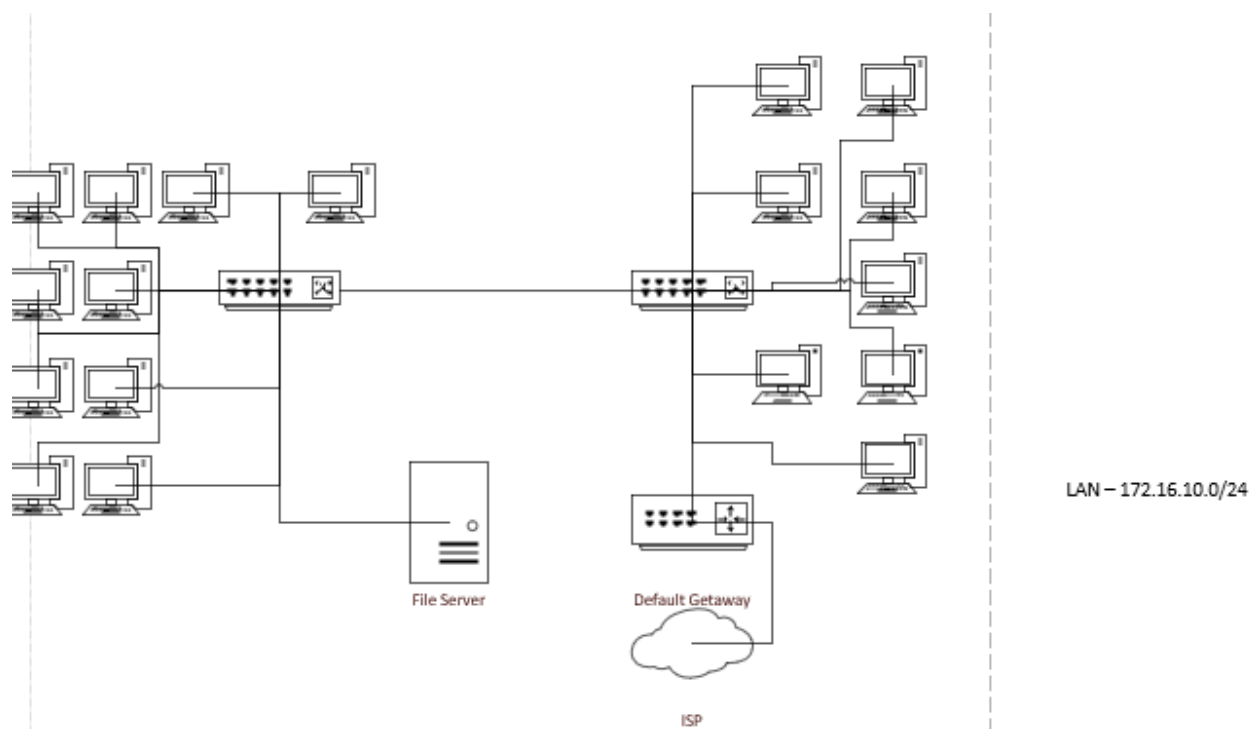 LAN – 172.16.10.0/24
File Server
Default Getaway
ISP